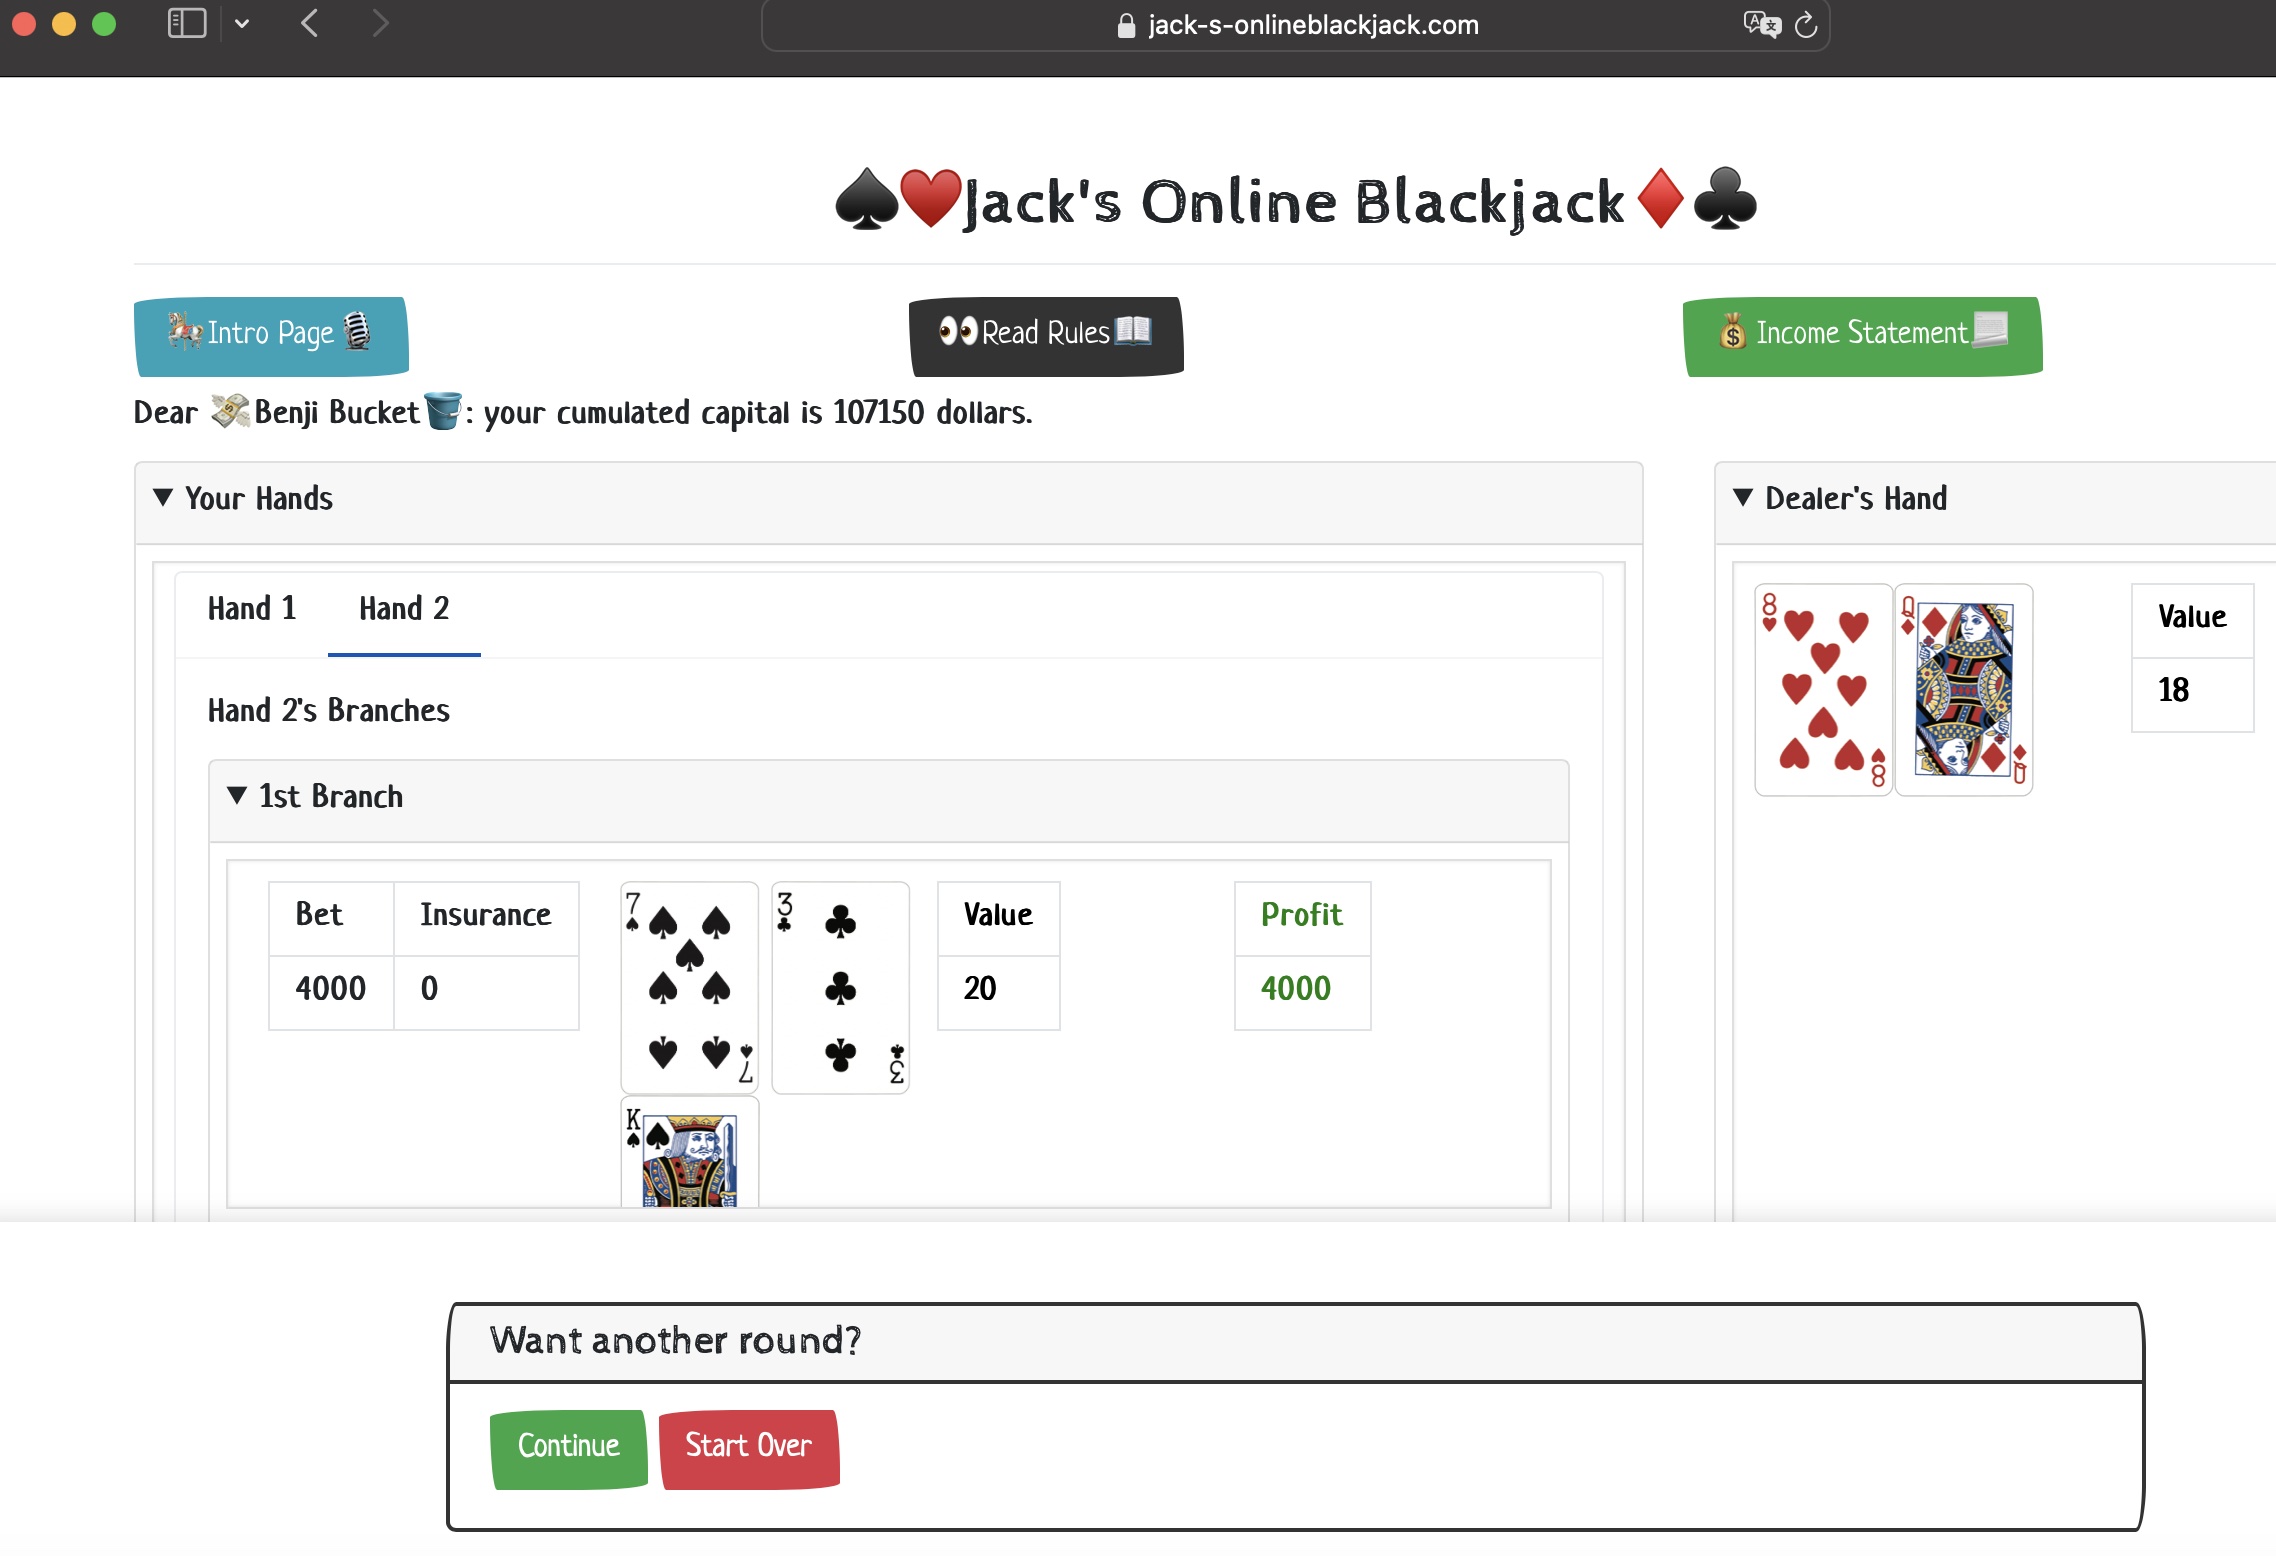 jack-s-onlineblackjack.com
♠️♥️Jack's Online Blackjack♦️♣️
🎠Intro Page🎙️
👀Read Rules📖
💰Income Statement📃
Dear 💸Benji Bucket🪣: your cumulated capital is 107150 dollars.
▼ Your Hands
▼ Dealer's Hand
Hand 1 Hand 2
8 8
Q Q
Value
18
Hand 2's Branches
▼ 1st Branch
Bet Insurance
4000 0
7 7
3 3
K
Value
20
Profit
4000
Want another round?
Continue
Start Over